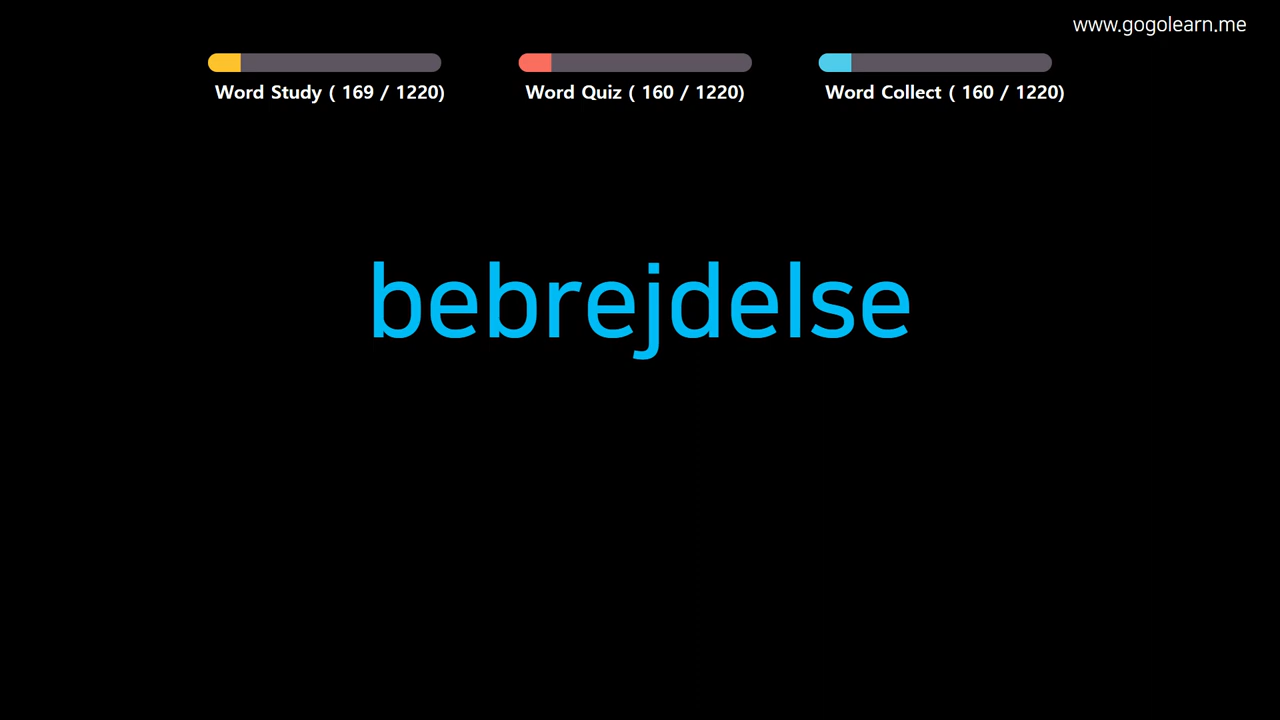 www.gogolearn.me
Word Study ( 169 / 1220)
Word Quiz ( 160 / 1220)
Word Collect ( 160 / 1220)
bebrejdelse